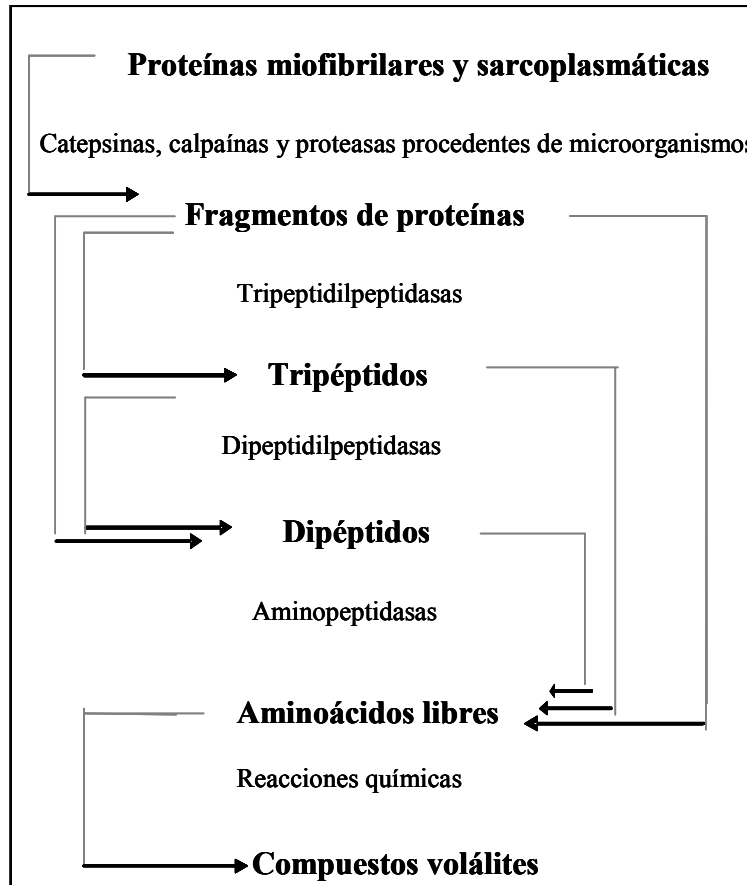 Proteínas miofibrilares y sarcoplasmáticas
Catepsinas, calpaínas y proteasas procedentes de microorganismos
Fragmentos de proteínas
Tripeptidilpeptidasas
Tripéptidos
Dipeptidilpeptidasas
Dipéptidos
Aminopeptidasas
Aminoácidos libres
Reacciones químicas
Compuestos volálites